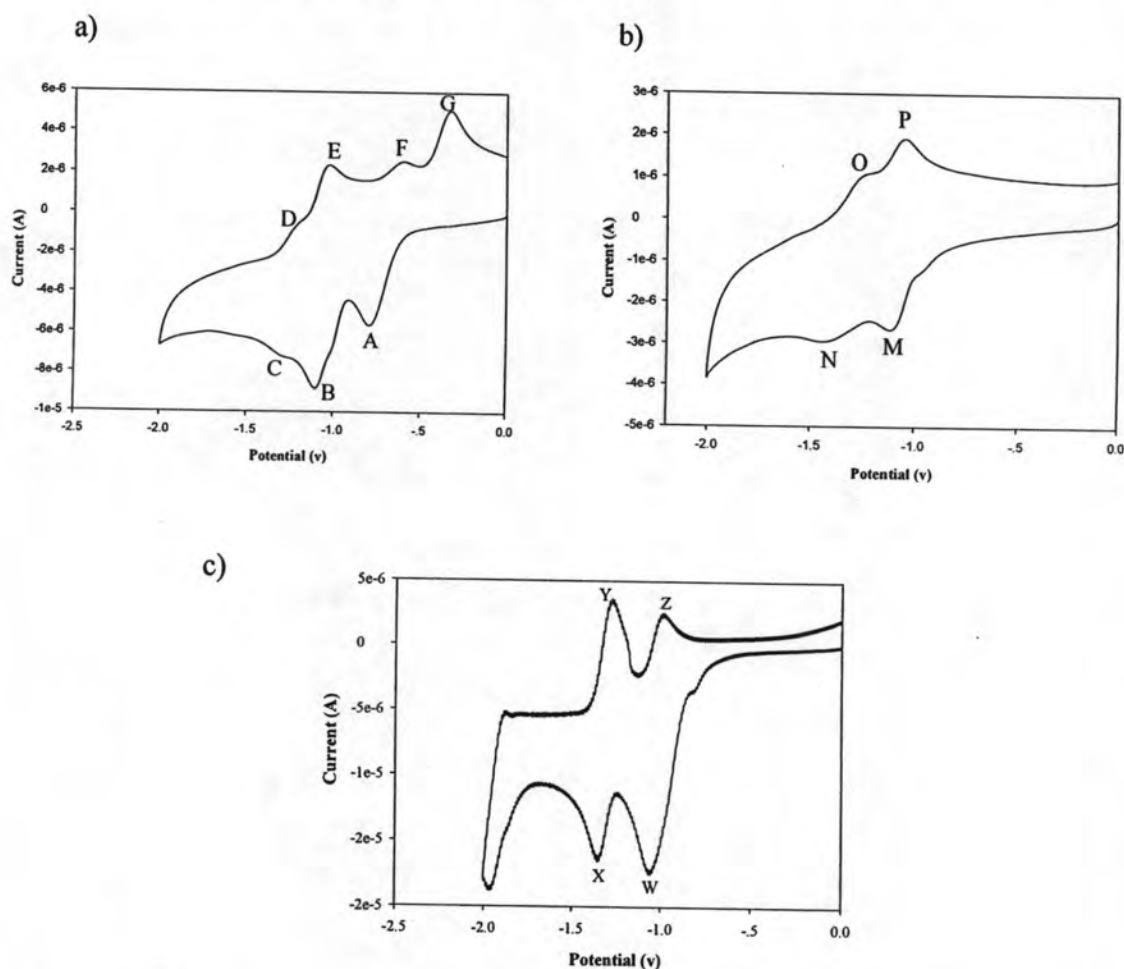 a)
6e-6
4e-6
2e-6
0
-2e-6
-4e-6
-6e-6
-8e-6
-1e-5
Current (A)
G
E
F
D
A
C
B
-2.5
-2.0
-1.5
-1.0
-.5
0.0
Potential (v)
b)
3e-6
2e-6
1e-6
0
-1e-6
-2e-6
-3e-6
-4e-6
-5e-6
Current (A)
P
O
N
M
-2.0
-1.5
-1.0
-.5
0.0
Potential (v)
c)
5e-6
0
-5e-6
-1e-5
-2e-5
-2e-5
Current (A)
Y
Z
X
W
-2.5
-2.0
-1.5
-1.0
-.5
0.0
Potential (v)